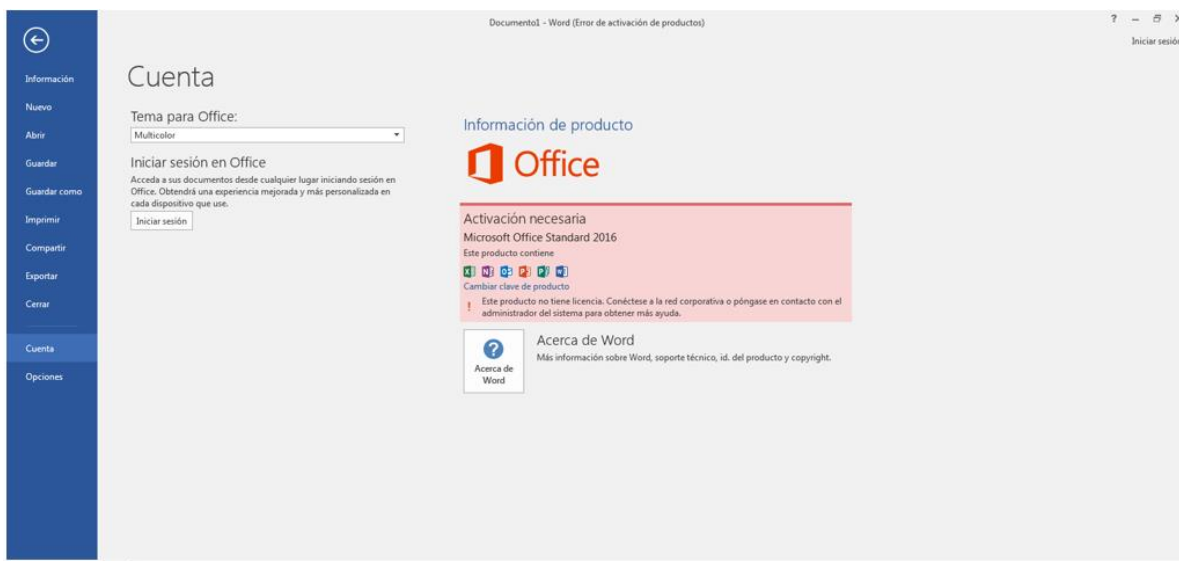 Documento1 - Word (Error de activación de productos)
?
Iniciar sesión
Información
Nuevo
Abrir
Guardar
Guardar como
Imprimir
Compartir
Exportar
Cerrar
Cuenta
Opciones
Cuenta
Tema para Office:
Multicolor
Iniciar sesión en Office
Acceda a sus documentos desde cualquier lugar iniciando sesión en
Office. Obtendrá una experiencia mejorada y más personalizada en
cada dispositivo que use.
Iniciar sesión
Información de producto
Office
Activación necesaria
Microsoft Office Standard 2016
Este producto contiene
Cambiar clave de producto
Este producto no tiene licencia. Conéctese a la red corporativa o póngase en contacto con el
administrador del sistema para obtener más ayuda.
?
Acerca de
Word
Acerca de Word
Más información sobre Word, soporte técnico, id. del producto y copyright.